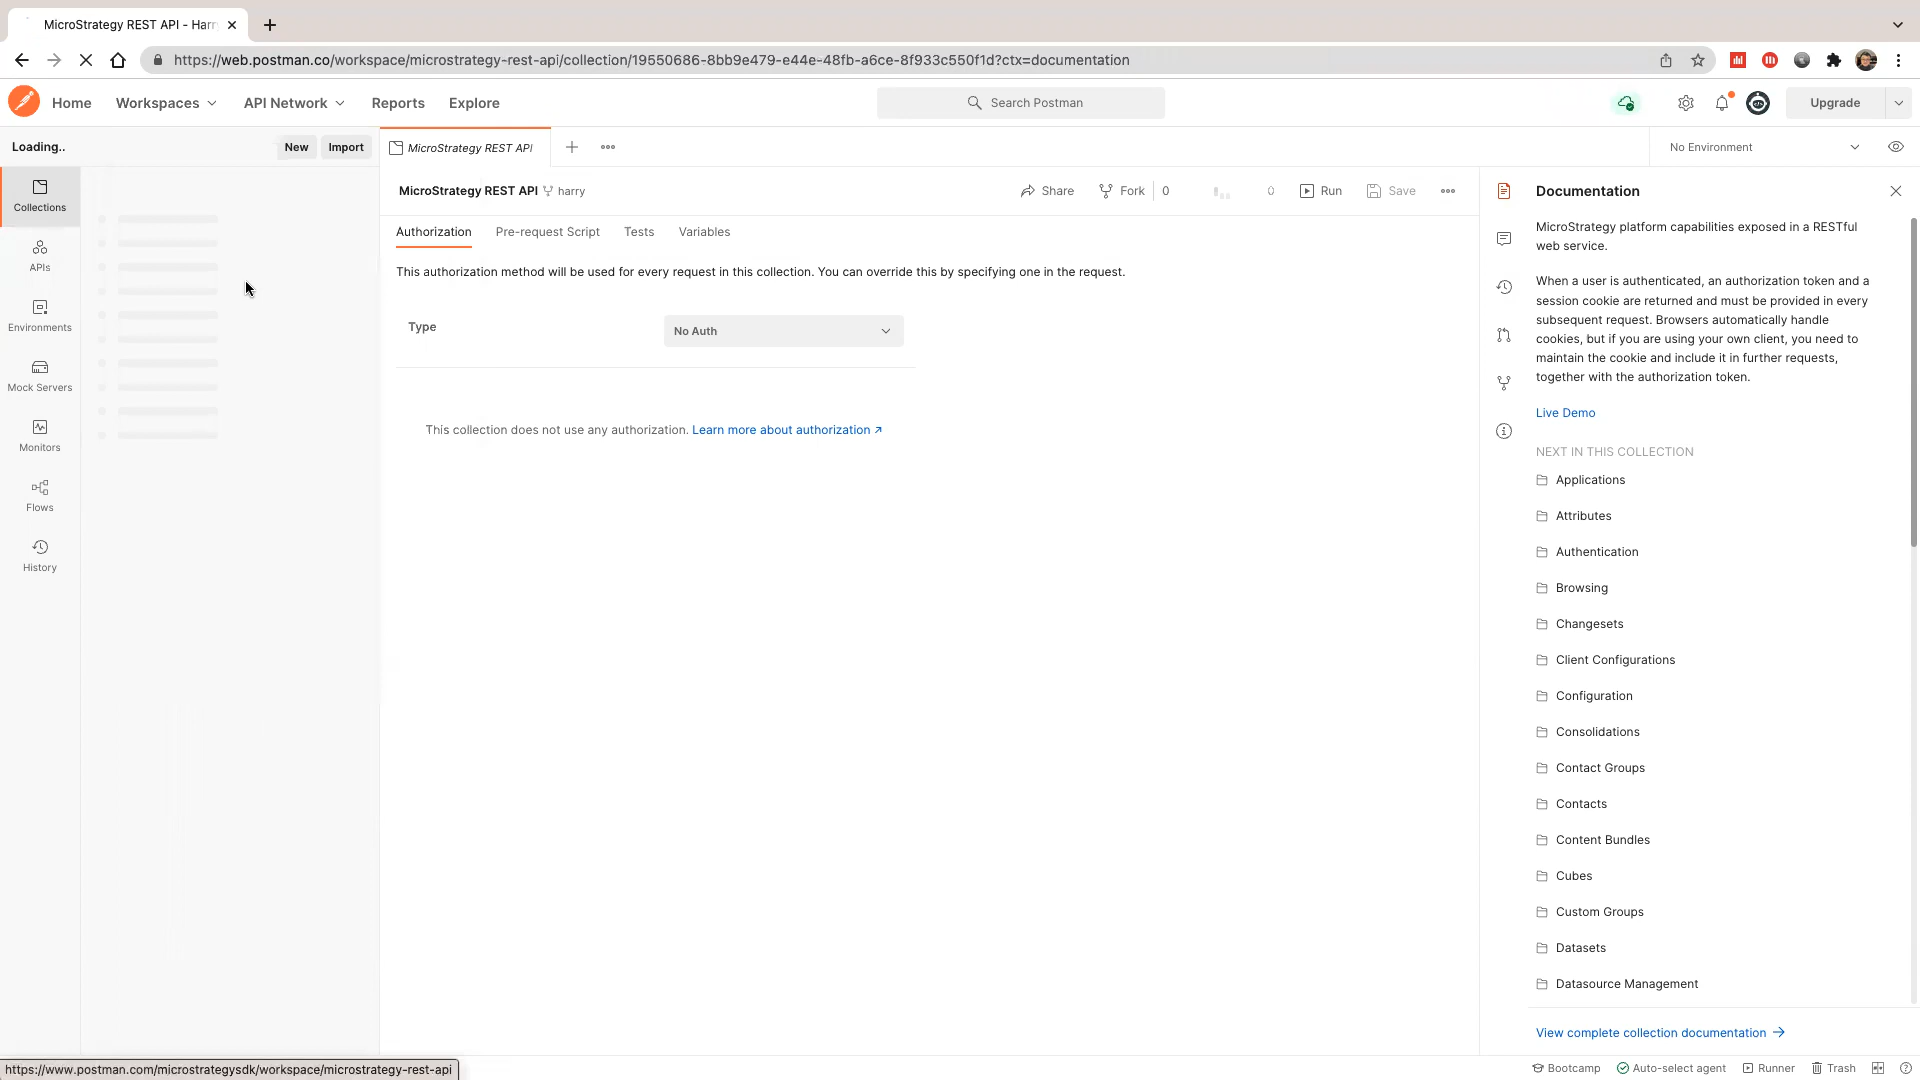 MicroStrategy REST API - Harr
https://web.postman.co/workspace/microstrategy-rest-api/collection/19550686-8bb9e479-e44e-48fb-a6ce-8f933c550f1d?ctx=documentation
Home
Workspaces
API Network
Reports
Explore
Search Postman
Upgrade
Loading..
New
Import
Collections
APIs
Environments
Mock Servers
Monitors
Flows
History
MicroStrategy REST API
No Environment
MicroStrategy REST API
harry
Share
Fork
0
0
Run
Save
Authorization
Pre-request Script
Tests
Variables
This authorization method will be used for every request in this collection. You can override this by specifying one in the request.
Type
No Auth
This collection does not use any authorization. Learn more about authorization ↗
Documentation
MicroStrategy platform capabilities exposed in a RESTful
web service.
When a user is authenticated, an authorization token and a
session cookie are returned and must be provided in every
subsequent request. Browsers automatically handle
cookies, but if you are using your own client, you need to
maintain the cookie and include it in further requests,
together with the authorization token.
Live Demo
NEXT IN THIS COLLECTION
Applications
Attributes
Authentication
Browsing
Changesets
Client Configurations
Configuration
Consolidations
Contact Groups
Contacts
Content Bundles
Cubes
Custom Groups
Datasets
Datasource Management
View complete collection documentation →
https://www.postman.com/microstrategysdk/workspace/microstrategy-rest-api
Bootcamp
Auto-select agent
Runner
Trash